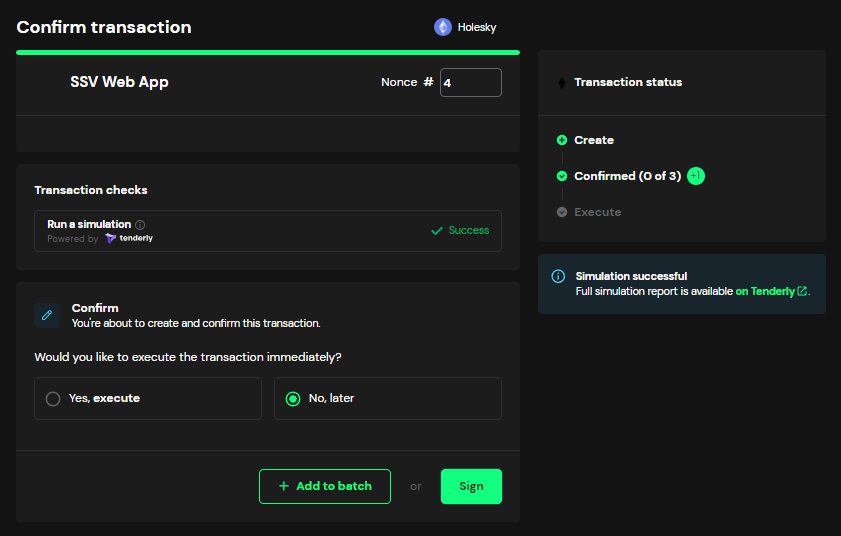 Confirm transaction
Holesky
SSV Web App
Nonce # 4
Transaction status
Create
Confirmed (0 of 3) +1
Execute
Transaction checks
Run a simulation
Powered by tenderly
Success
Simulation successful
Full simulation report is available on Tenderly.
Confirm
You're about to create and confirm this transaction.
Would you like to execute the transaction immediately?
Yes, execute
No, later
+ Add to batch
or
Sign